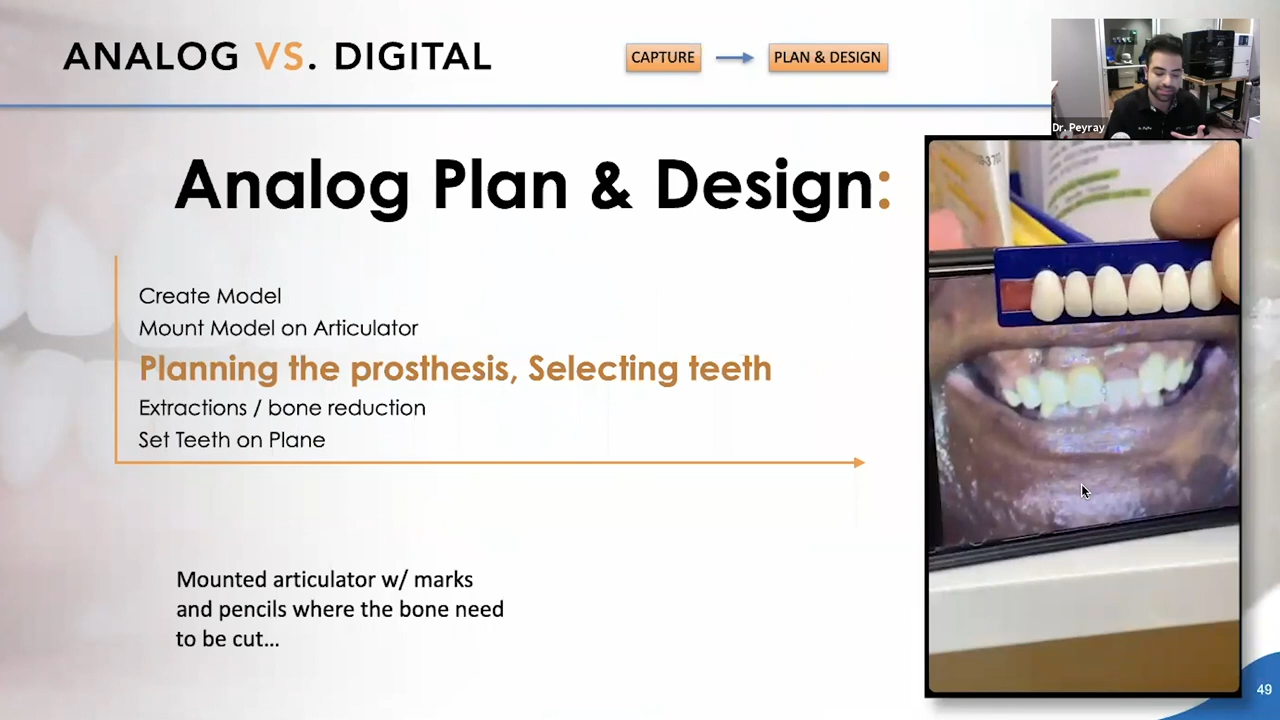 ANALOG VS. DIGITAL
CAPTURE
PLAN & DESIGN
Dr. Peyray
Analog Plan & Design:
Create Model
Mount Model on Articulator
Planning the prosthesis, Selecting teeth
Extractions / bone reduction
Set Teeth on Plane
Mounted articulator w/ marks
and pencils where the bone need
to be cut...
49